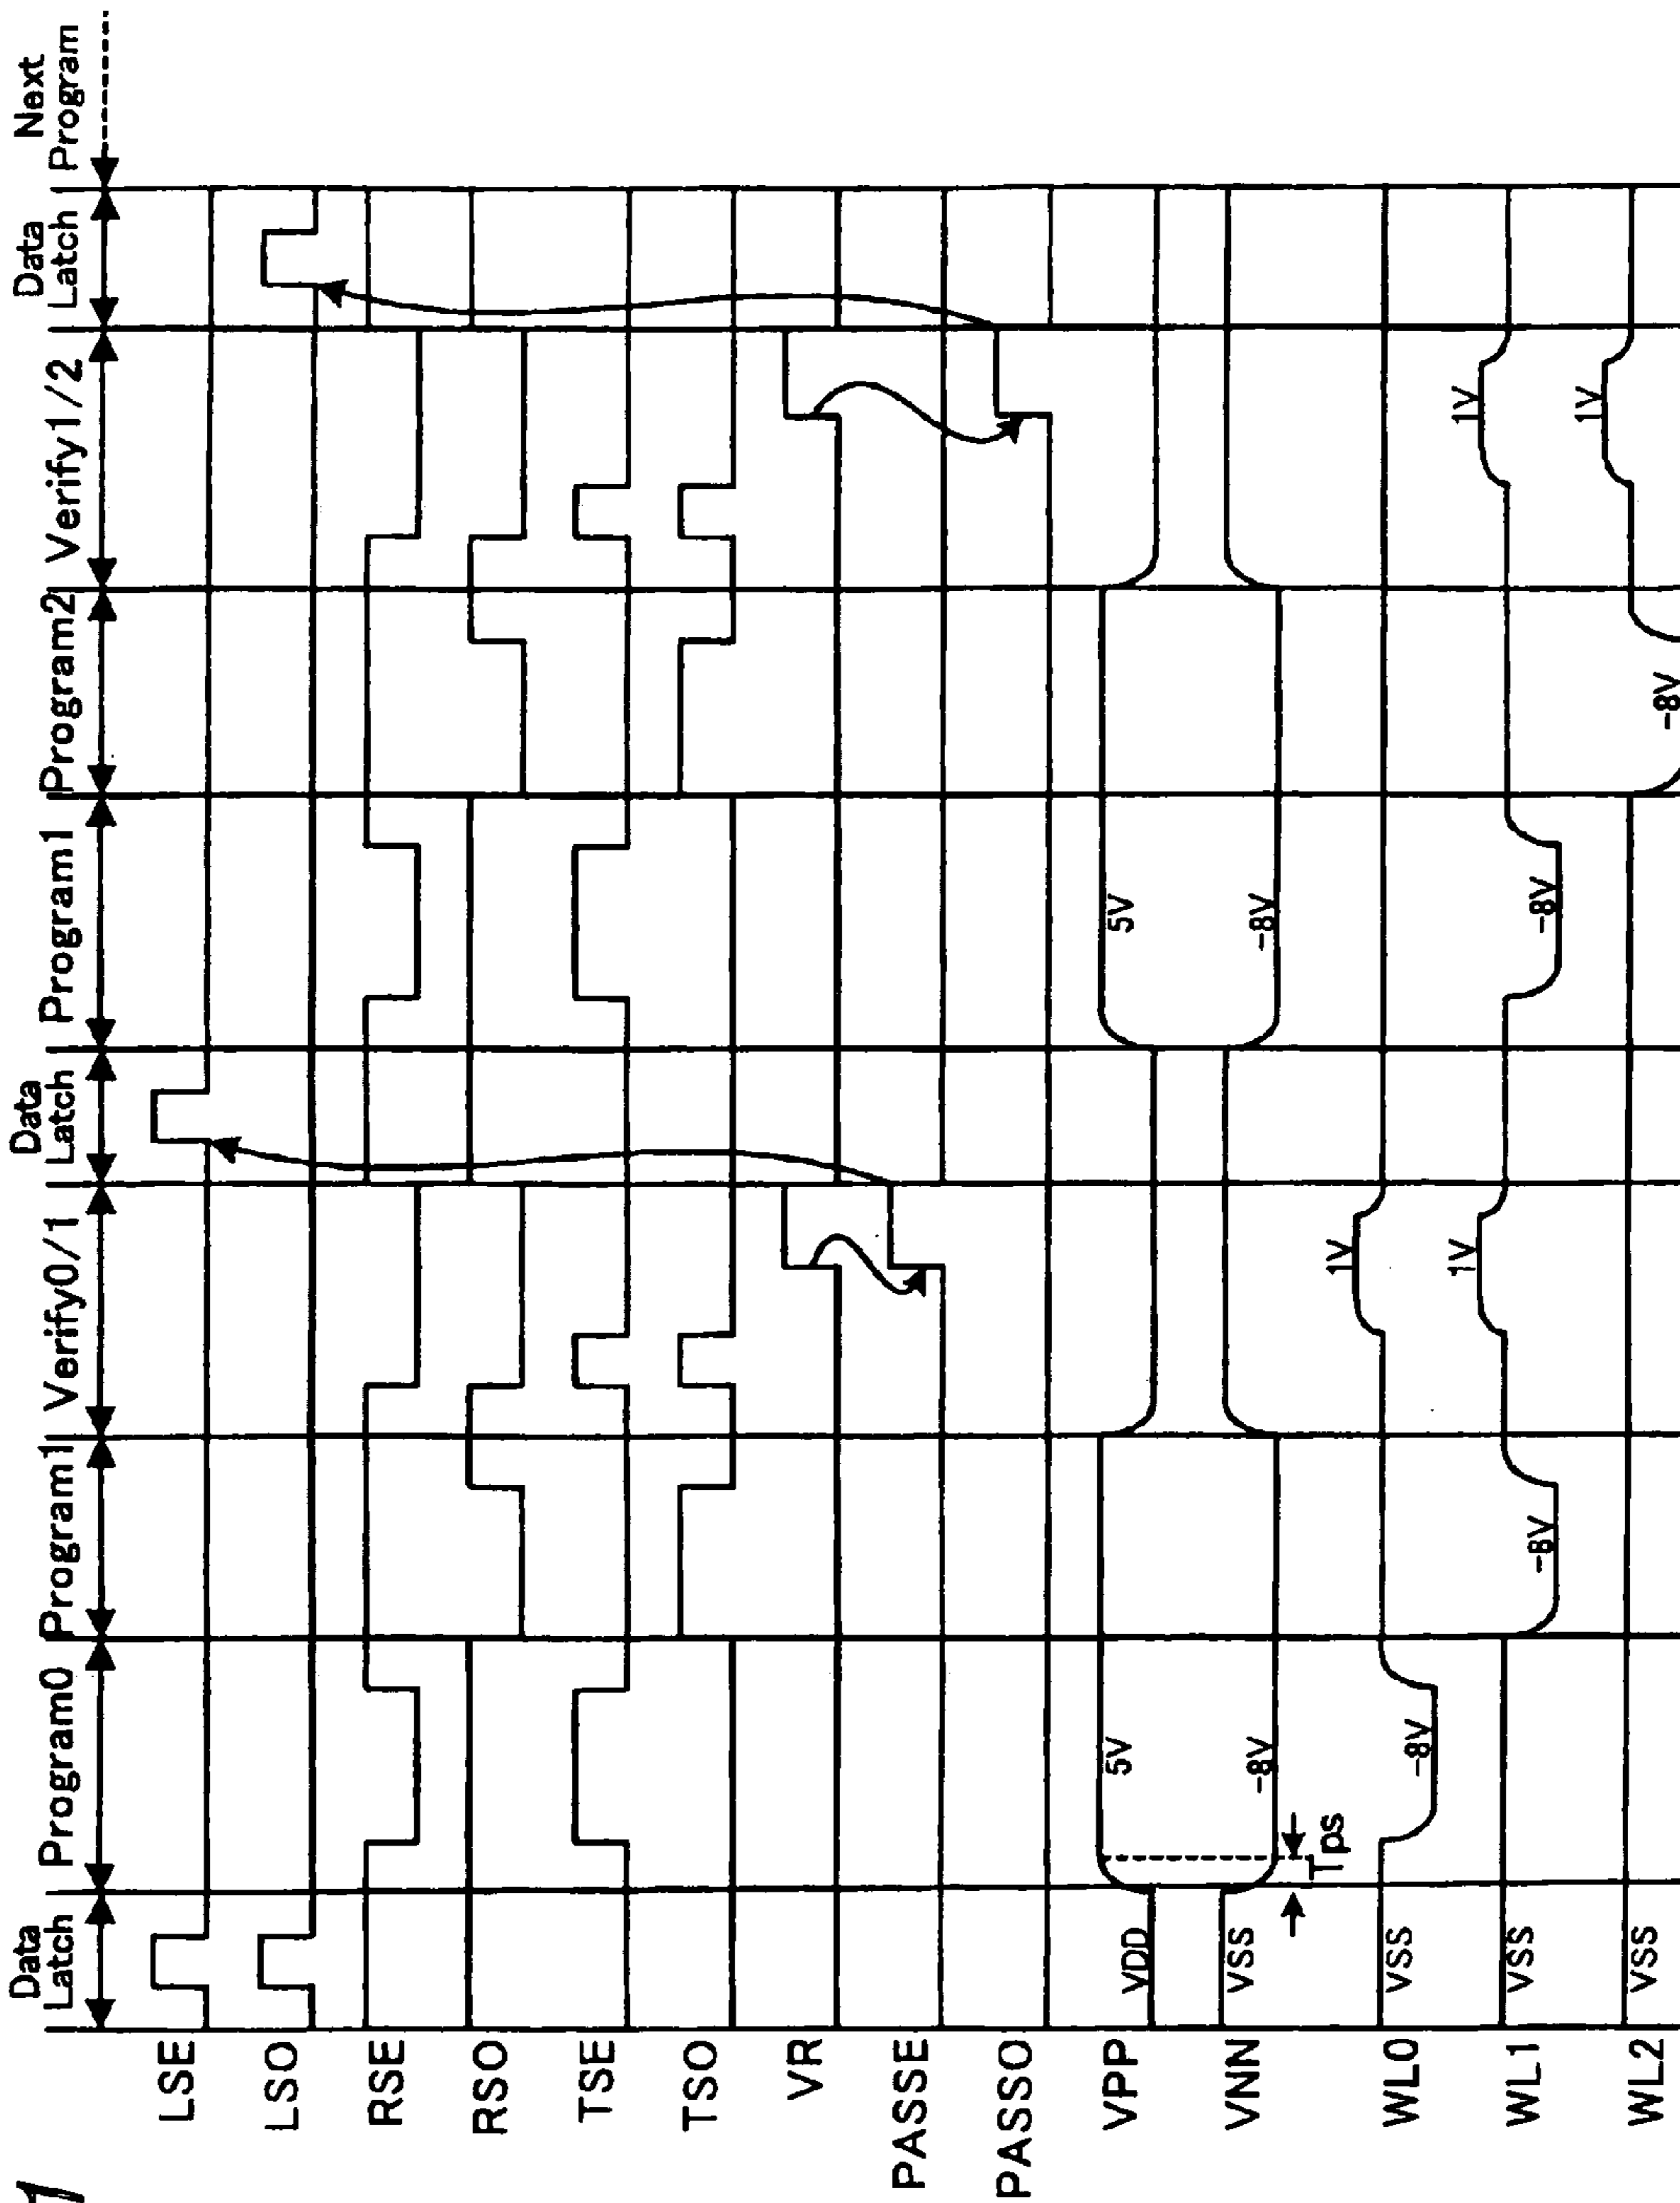 Data
Latch
Program0
Program1
Verify0/1
Data
Latch
Program1
Program2
Verify1/2
Data
Latch
Next
Program
LSE
LSO
RSE
RSO
TSE
TSO
VR
PASSE
PASSO
VPP
VDD
5V
5V
VNN
VSS
-8V
-8V
Tps
WL0
VSS
-8V
1V
WL1
VSS
-8V
1V
-8V
1V
WL2
VSS
-8V
1V